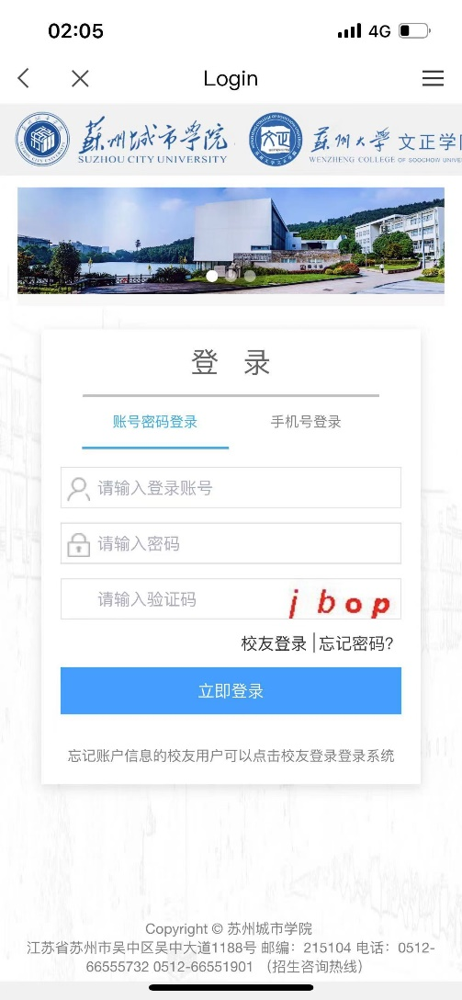 02:05
4G
Login
蘇州城市学院
SUZHOU CITY UNIVERSITY
蘇州大学 文正学
WENZHENG COLLEGE OF SOOCHOW UNIVE
登 录
账号密码登录 手机号登录
请输入登录账号
请输入密码
请输入验证码
j b o p
校友登录 | 忘记密码?
立即登录
忘记账户信息的校友用户可以点击校友登录登录系统
Copyright © 苏州城市学院
江苏省苏州市吴中区吴中大道1188号 邮编：215104 电话：0512-
66555732 0512-66551901 （招生咨询热线）